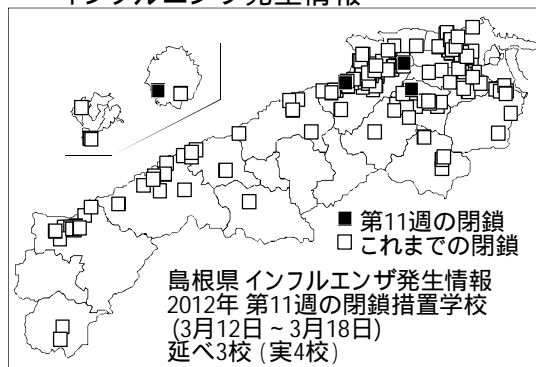 インフルエンザ発生情報
■ 第11週の閉鎖
□ これまでの閉鎖
島根県 インフルエンザ発生情報
2012年 第11週の閉鎖措置学校
(3月12日～3月18日)
延べ3校 (実4校)